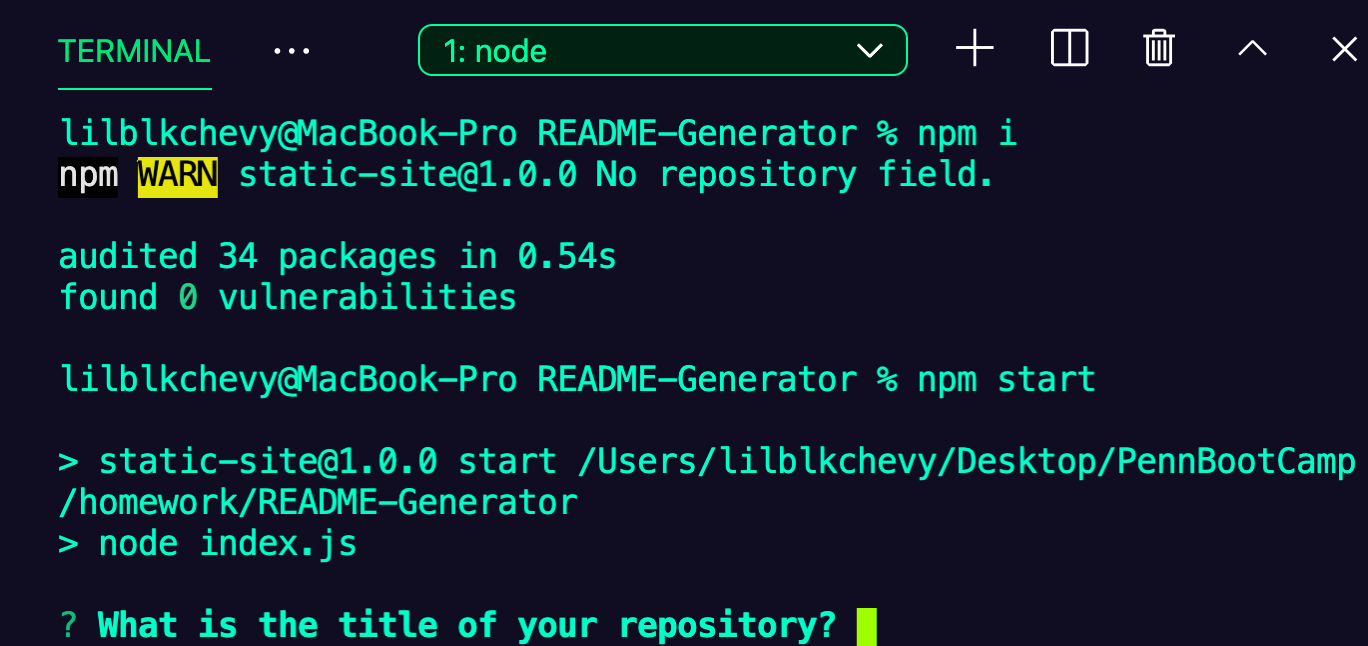 TERMINAL ··· 1: node
lilblkchevy@MacBook-Pro README-Generator % npm i
npm WARN static-site@1.0.0 No repository field.
audited 34 packages in 0.54s
found 0 vulnerabilities
lilblkchevy@MacBook-Pro README-Generator % npm start
> static-site@1.0.0 start /Users/lilblkchevy/Desktop/PennBootCamp
/homework/README-Generator
> node index.js
? What is the title of your repository?